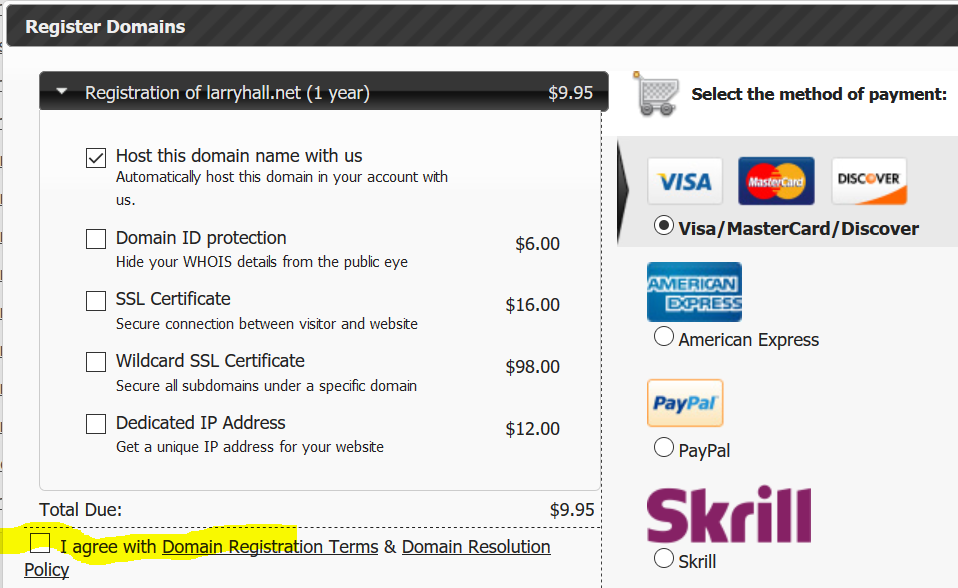 Register Domains
Registration of larryhall.net (1 year) $9.95
Host this domain name with us
Automatically host this domain in your account with
us.
Domain ID protection $6.00
Hide your WHOIS details from the public eye
SSL Certificate $16.00
Secure connection between visitor and website
Wildcard SSL Certificate $98.00
Secure all subdomains under a specific domain
Dedicated IP Address $12.00
Get a unique IP address for your website
Total Due: $9.95
I agree with Domain Registration Terms & Domain Resolution
Policy
Select the method of payment:
VISA MasterCard DISCOVER
Visa/MasterCard/Discover
AMERICAN
EXPRESS
American Express
PayPal
PayPal
Skrill
Skrill